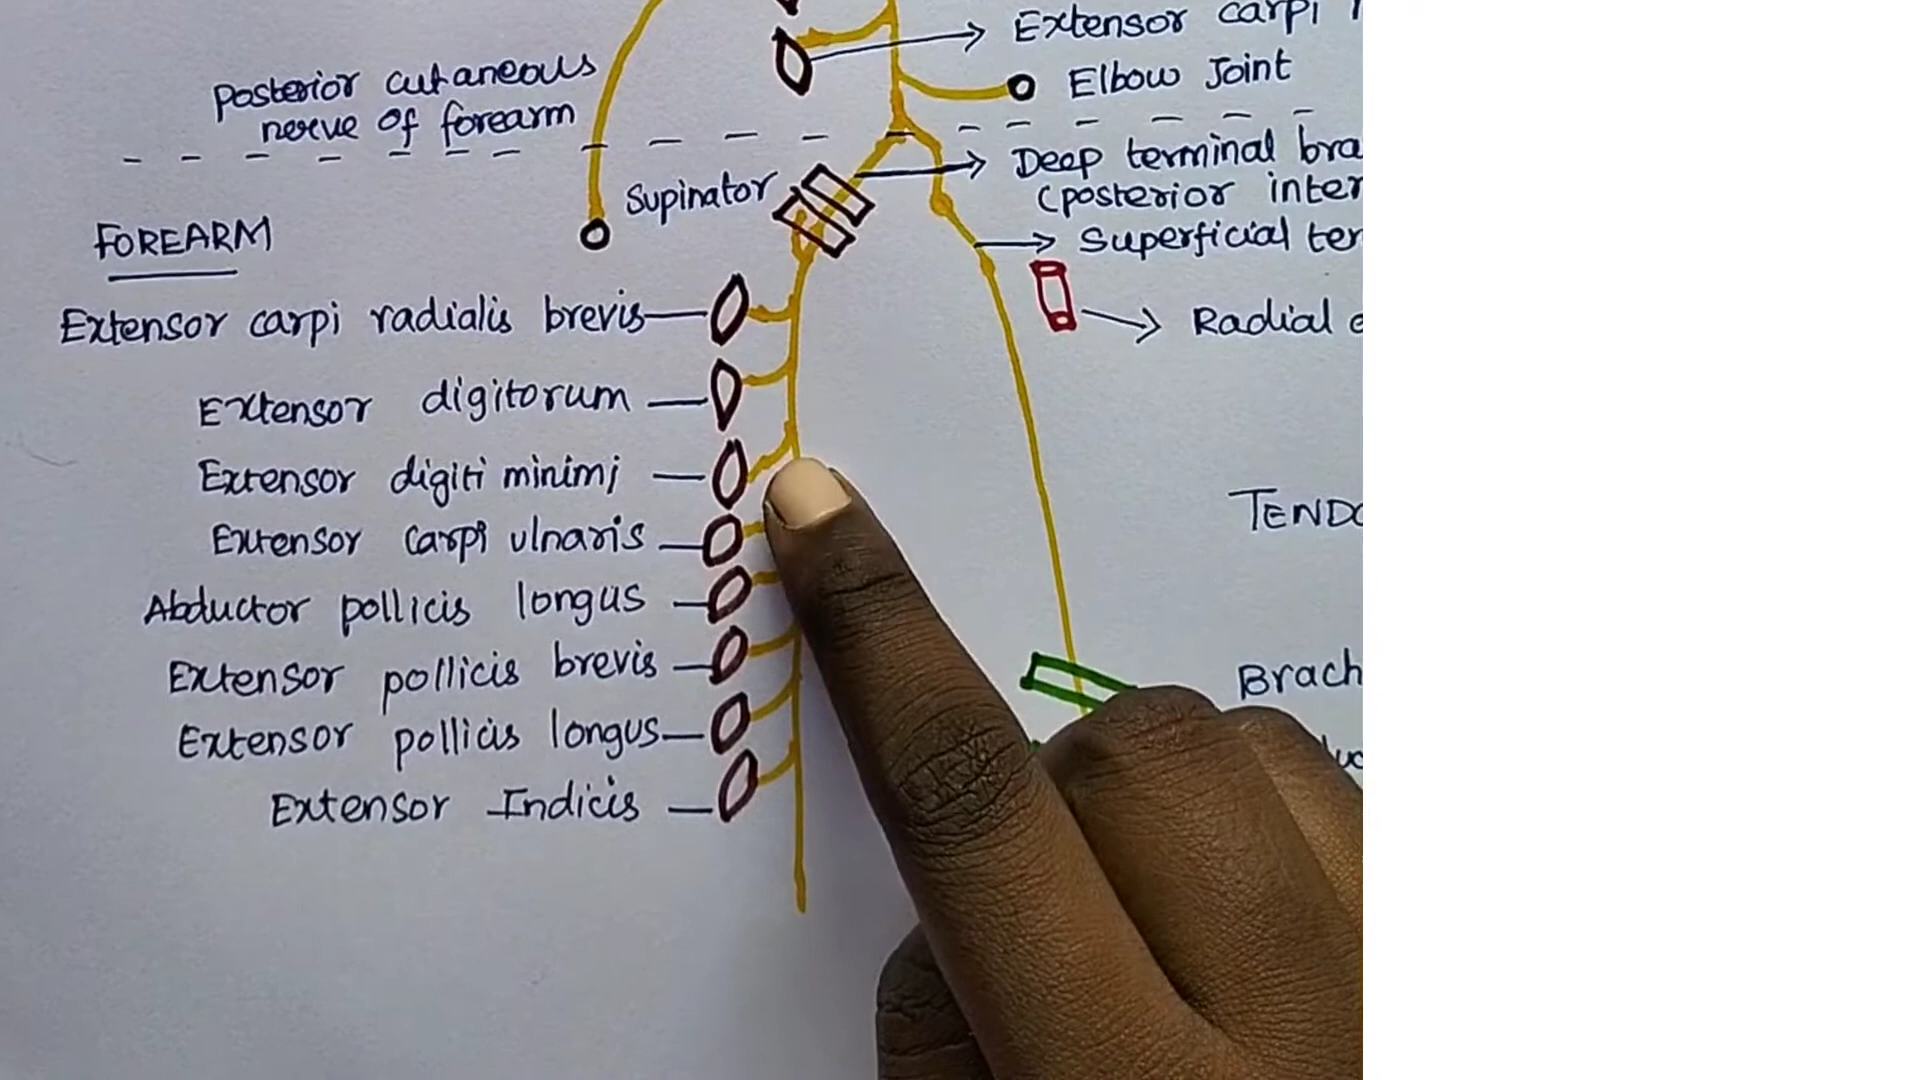 Extensor carpi
Elbow Joint
Posterior cutaneous
nerve of forearm
Deep terminal bra
(posterior inter
Supinator
Superficial ter
FOREARM
Extensor carpi radialis brevis
Radial
Extensor digitorum
Extensor digiti minimi
TENDO
Extensor carpi ulnaris
Abductor pollicis longus
Extensor pollicis brevis
Brach
Extensor pollicis longus
Extensor Indicis